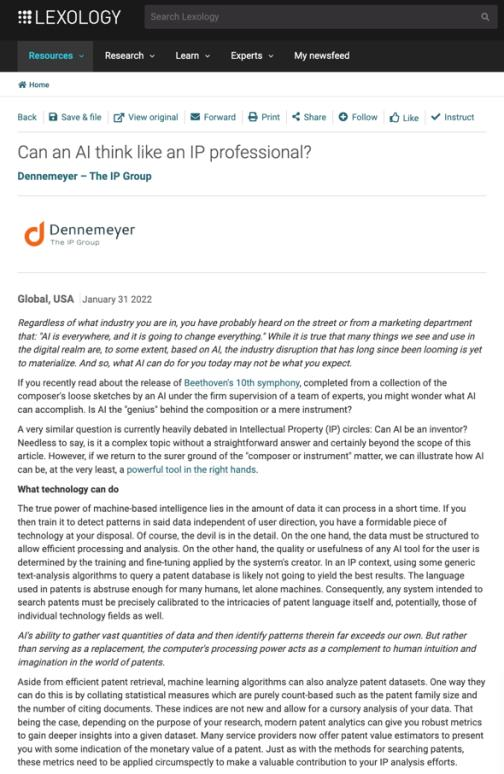 LEXOLOGY
Search Lexology
Resources Research Learn Experts My newsfeed
Home
Back Save & file View original Forward Print Share Follow Like Instruct
Can an AI think like an IP professional?
Dennemeyer – The IP Group
Dennemeyer
The IP Group
Global, USA January 31 2022
Regardless of what industry you are in, you have probably heard on the street or from a marketing department
that: "AI is everywhere, and it is going to change everything." While it is true that many things we see and use in
the digital realm are, to some extent, based on AI, the industry disruption that has long since been looming is yet
to materialize. And so, what AI can do for you today may not be what you expect.
If you recently read about the release of Beethoven's 10th symphony, completed from a collection of the
composer's loose sketches by an AI under the firm supervision of a team of experts, you might wonder what AI
can accomplish. Is AI the "genius" behind the composition or a mere instrument?
A very similar question is currently heavily debated in Intellectual Property (IP) circles: Can AI be an inventor?
Needless to say, is it a complex topic without a straightforward answer and certainly beyond the scope of this
article. However, if we return to the surer ground of the "composer or instrument" matter, we can illustrate how AI
can be, at the very least, a powerful tool in the right hands.
What technology can do
The true power of machine-based intelligence lies in the amount of data it can process in a short time. If you
then train it to detect patterns in said data independent of user direction, you have a formidable piece of
technology at your disposal. Of course, the devil is in the detail. On the one hand, the data must be structured to
allow efficient processing and analysis. On the other hand, the quality or usefulness of any AI tool for the user is
determined by the training and fine-tuning applied by the system's creator. In an IP context, using some generic
text-analysis algorithms to query a patent database is likely not going to yield the best results. The language
used in patents is abstruse enough for many humans, let alone machines. Consequently, any system intended to
search patents must be precisely calibrated to the intricacies of patent language itself and, potentially, those of
individual technology fields as well.
AI's ability to gather vast quantities of data and then identify patterns therein far exceeds our own. But rather
than serving as a replacement, the computer's processing power acts as a complement to human intuition and
imagination in the world of patents.
Aside from efficient patent retrieval, machine learning algorithms can also analyze patent datasets. One way they
can do this is by collating statistical measures which are purely count-based such as the patent family size and
the number of citing documents. These indices are not new and allow for a cursory analysis of your data. That
being the case, depending on the purpose of your research, modern patent analytics can give you robust metrics
to gain deeper insights into a given dataset. Many service providers now offer patent value estimators to present
you with some indication of the monetary value of a patent. Just as with the methods for searching patents,
these metrics need to be applied circumspectly to make a valuable contribution to your IP analysis efforts.